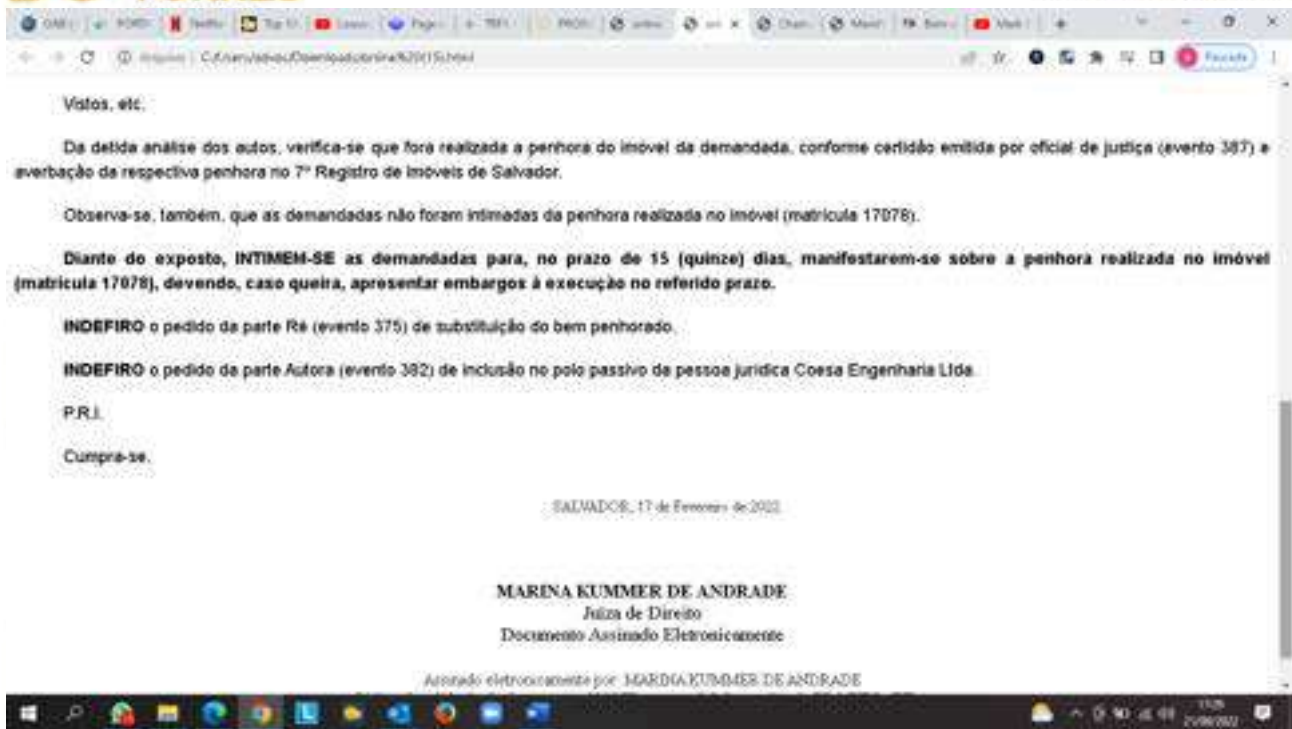 Vistos, etc.
Da detida análise dos autos, verifica-se que fora realizada a penhora do imóvel da demandada, conforme certidão emitida por oficial de justiça (evento 387) e
averbação da respectiva penhora no 7º Registro de Imóveis de Salvador.
Observa-se, também, que as demandadas não foram intimadas da penhora realizada no imóvel (matrícula 17078).
Diante do exposto, INTIMEM-SE as demandadas para, no prazo de 15 (quinze) dias, manifestarem-se sobre a penhora realizada no imóvel
(matrícula 17078), devendo, caso queira, apresentar embargos à execução no referido prazo.
INDEFIRO o pedido da parte Ré (evento 375) de substituição do bem penhorado.
INDEFIRO o pedido da parte Autora (evento 382) de inclusão no polo passivo da pessoa jurídica Coesa Engenharia Ltda.
P.R.I.
Cumpra-se.
SALVADOR, 17 de Fevereiro de 2022
MARINA KUMMER DE ANDRADE
Juíza de Direito
Documento Assinado Eletronicamente
Assinado eletronicamente por: MARINA KUMMER DE ANDRADE